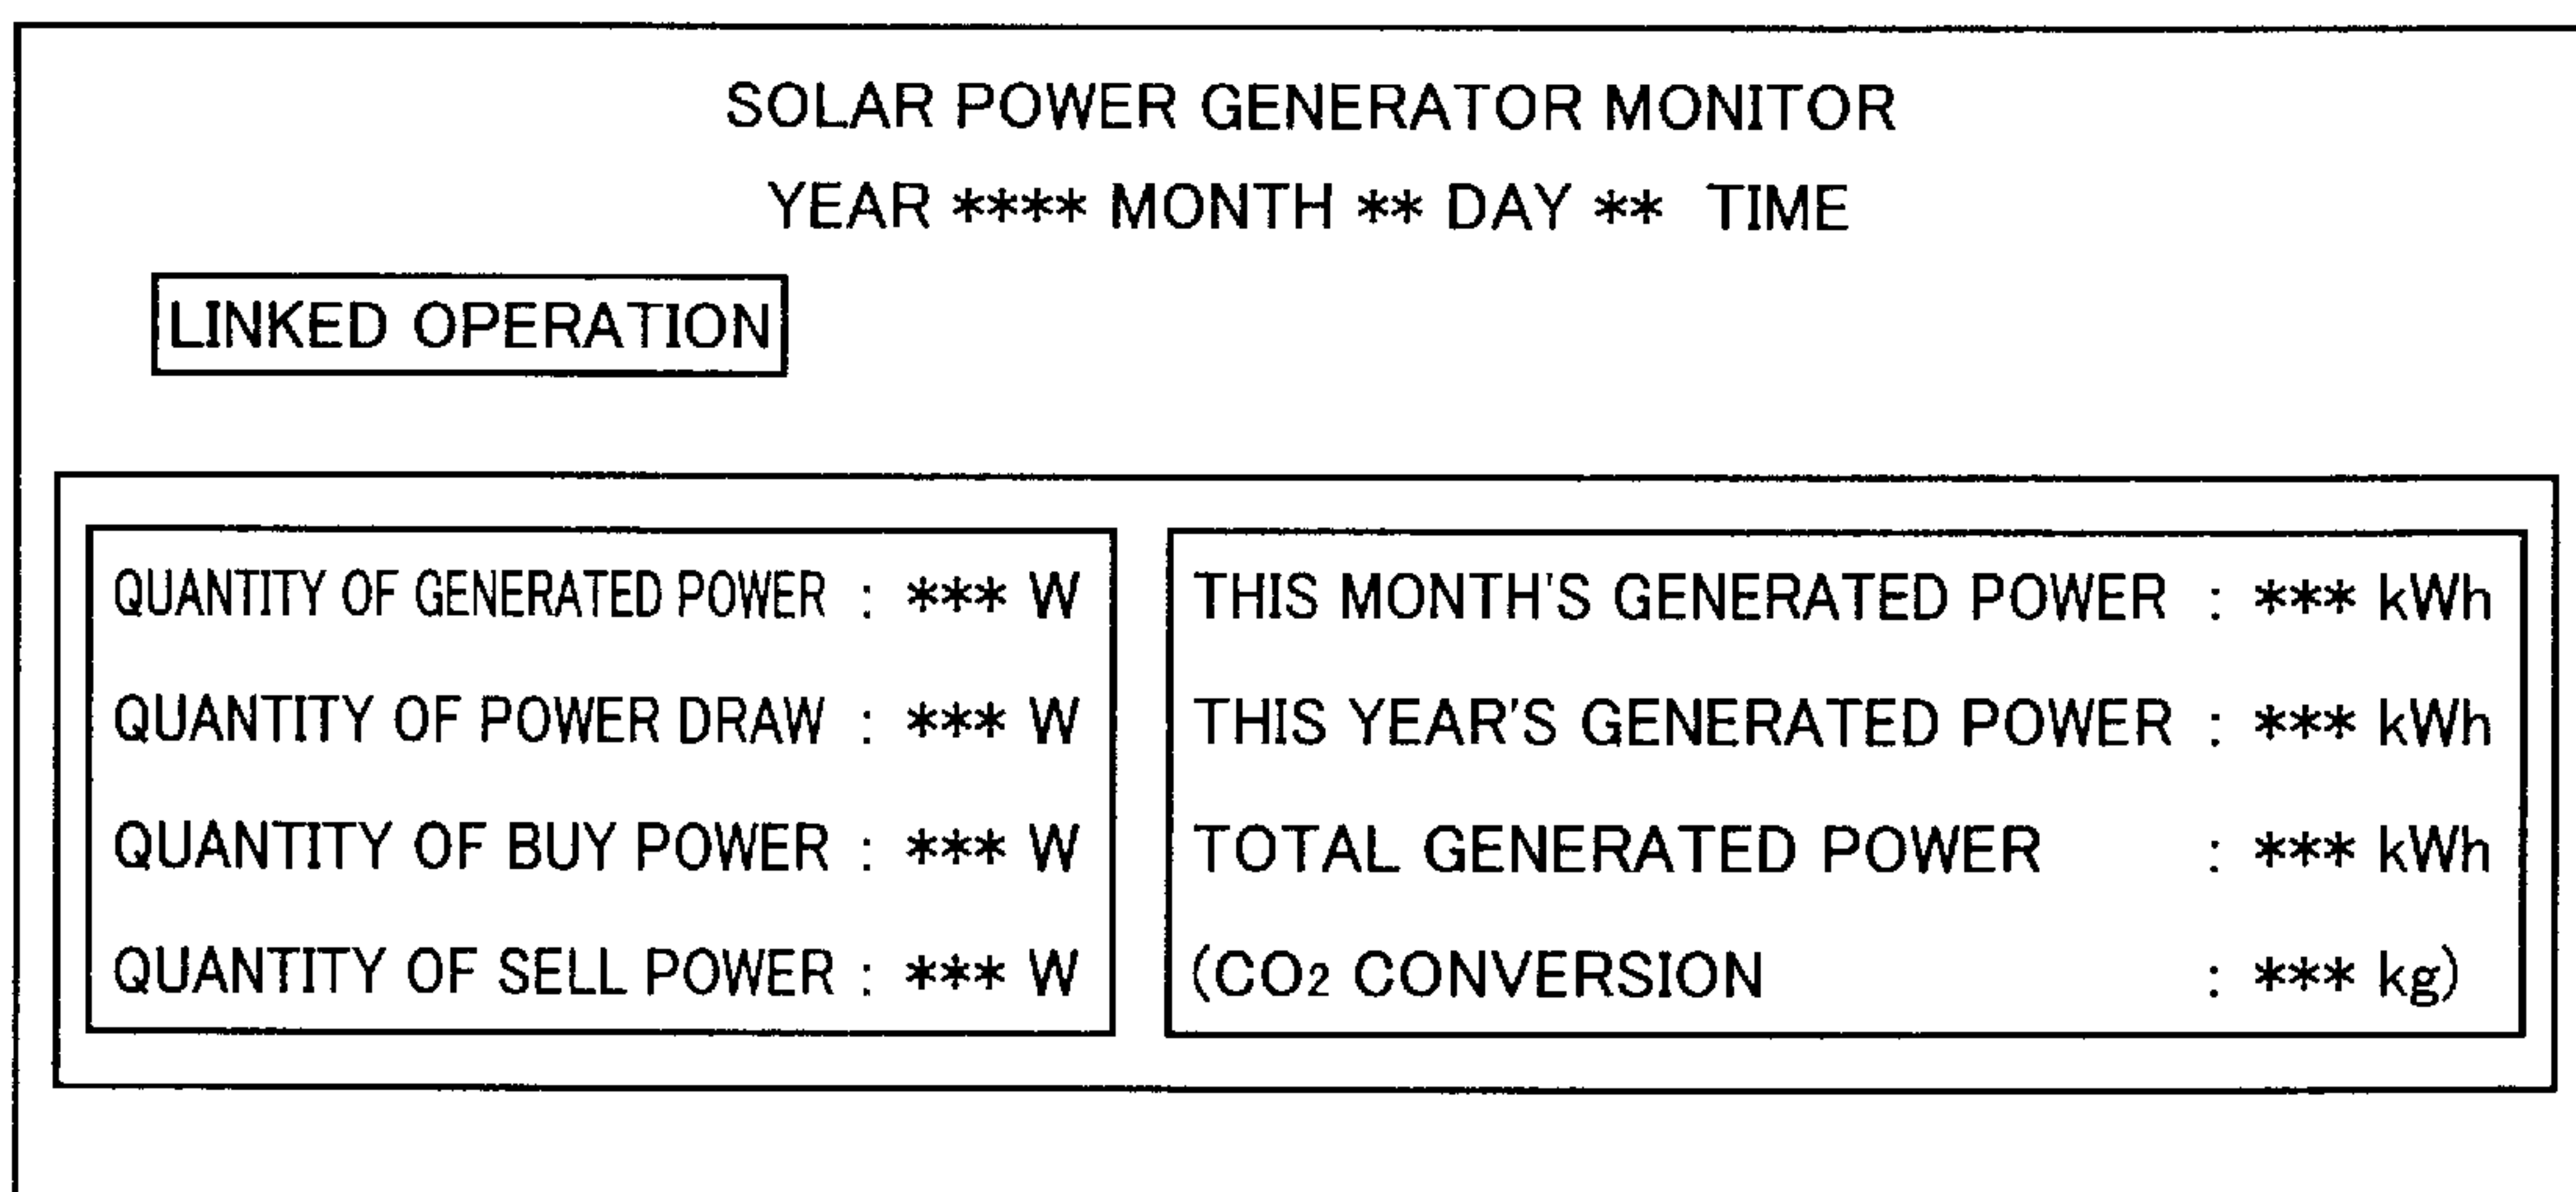 SOLAR POWER GENERATOR MONITOR
YEAR **** MONTH ** DAY ** TIME
LINKED OPERATION
QUANTITY OF GENERATED POWER : *** W
QUANTITY OF POWER DRAW : *** W
QUANTITY OF BUY POWER : *** W
QUANTITY OF SELL POWER : *** W
THIS MONTH'S GENERATED POWER : *** kWh
THIS YEAR'S GENERATED POWER : *** kWh
TOTAL GENERATED POWER : *** kWh
(CO2 CONVERSION : *** kg)